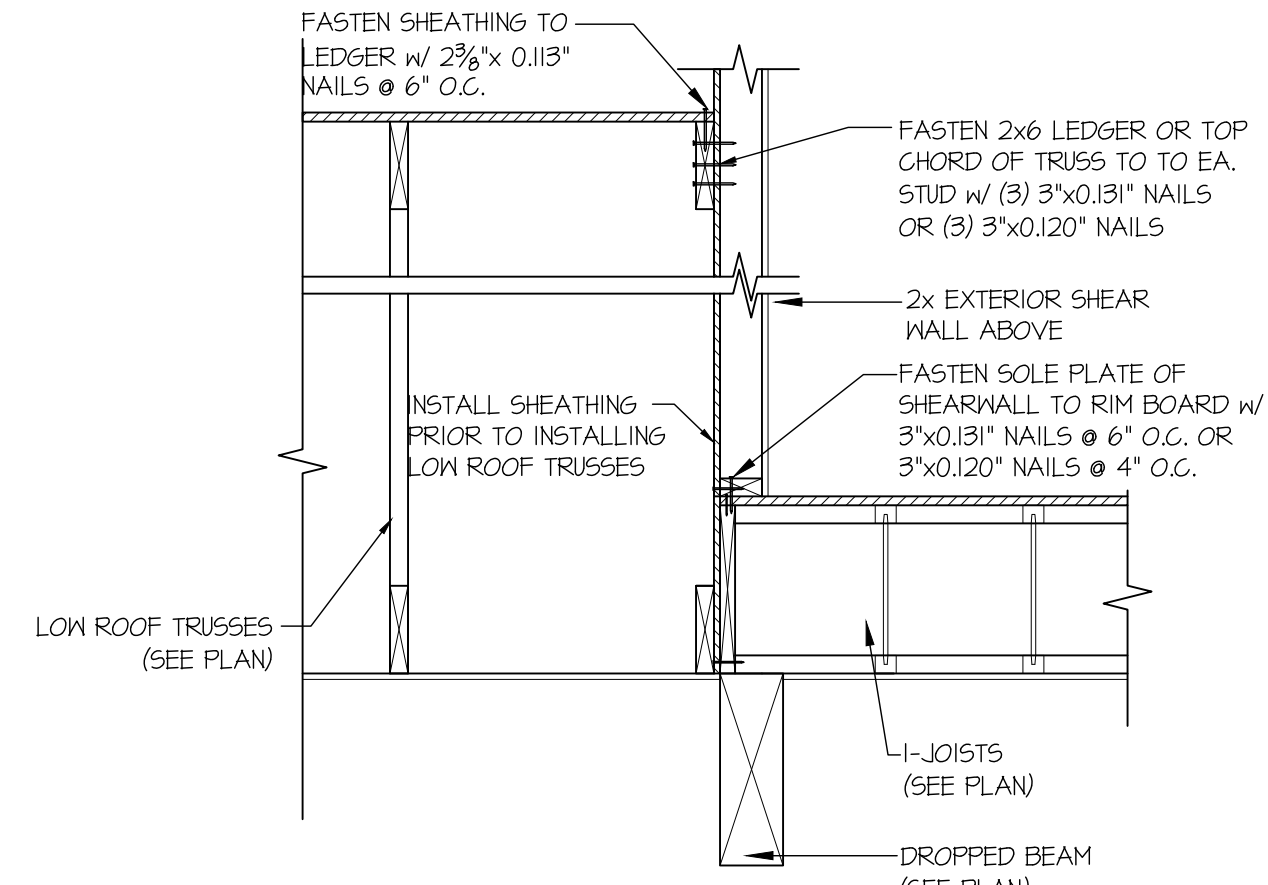 FASTEN SHEATHING TO
LEDGER w/ 2⅜"x 0.113"
NAILS @ 6" O.C.
FASTEN 2x6 LEDGER OR TOP
CHORD OF TRUSS TO TO EA.
STUD w/ (3) 3"x0.131" NAILS
OR (3) 3"x0.120" NAILS
2x EXTERIOR SHEAR
WALL ABOVE
FASTEN SOLE PLATE OF
SHEARWALL TO RIM BOARD w/
3"x0.131" NAILS @ 6" O.C. OR
3"x0.120" NAILS @ 4" O.C.
INSTALL SHEATHING
PRIOR TO INSTALLING
LOW ROOF TRUSSES
LOW ROOF TRUSSES
(SEE PLAN)
I-JOISTS
(SEE PLAN)
DROPPED BEAM
(SEE PLAN)